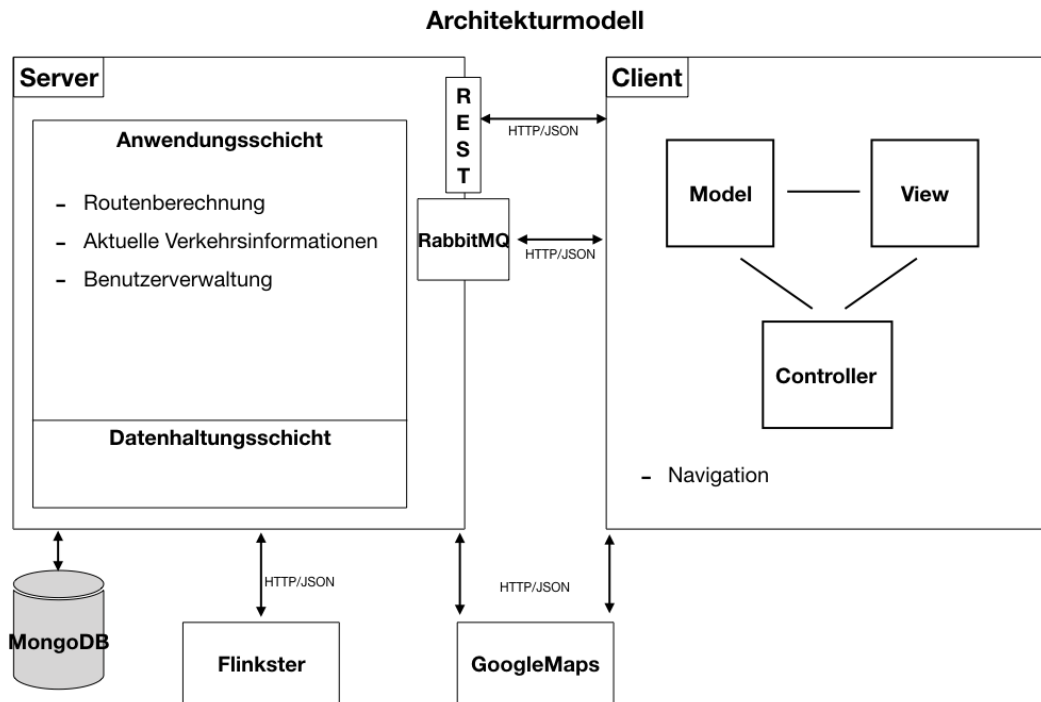 Architekturmodell
Server
REST
HTTP/JSON
RabbitMQ
HTTP/JSON
Anwendungsschicht
- Routenberechnung
- Aktuelle Verkehrsinformationen
- Benutzerverwaltung
Datenhaltungsschicht
Client
Model
View
Controller
- Navigation
HTTP/JSON
HTTP/JSON
MongoDB
Flinkster
GoogleMaps